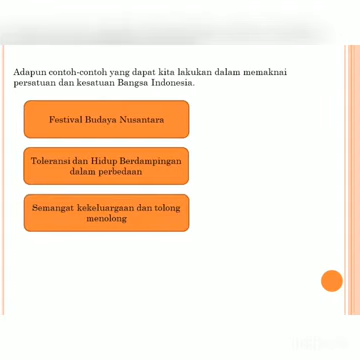 Adapun contoh-contoh yang dapat kita lakukan dalam memaknai
persatuan dan kesatuan Bangsa Indonesia.
Festival Budaya Nusantara
Toleransi dan Hidup Berdampingan
dalam perbedaan
Semangat kekeluargaan dan tolong
menolong